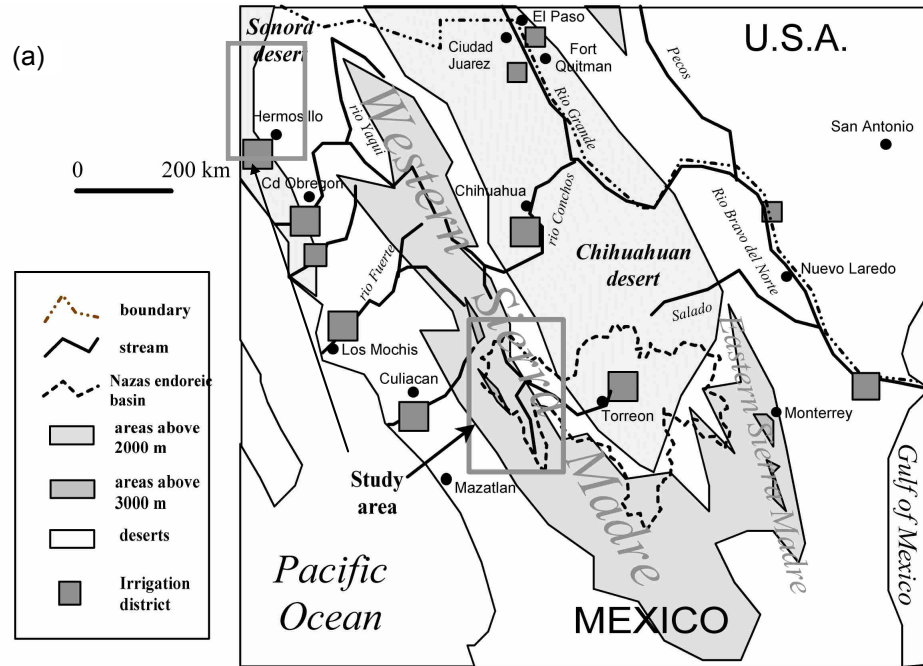 (a)
Sonora
desert
El Paso
Ciudad
Juarez
Fort
Quitman
Pecos
U.S.A.
Hermosillo
rio Yaqui
Western
Sierra
Madre
Rio Grande
San Antonio
0 200 km
Cd Obregon
Chihuahua
rio Conchos
Rio Bravo del Norte
Chihuahuan
desert
rio Fuerte
Nuevo Laredo
Salado
Los Mochis
Eastern Sierra Madre
Culiacan
Torreon
Monterrey
Study
area
Mazatlan
Gulf of Mexico
Pacific
Ocean
MEXICO
boundary
stream
Nazas endoreic
basin
areas above
2000 m
areas above
3000 m
deserts
Irrigation
district